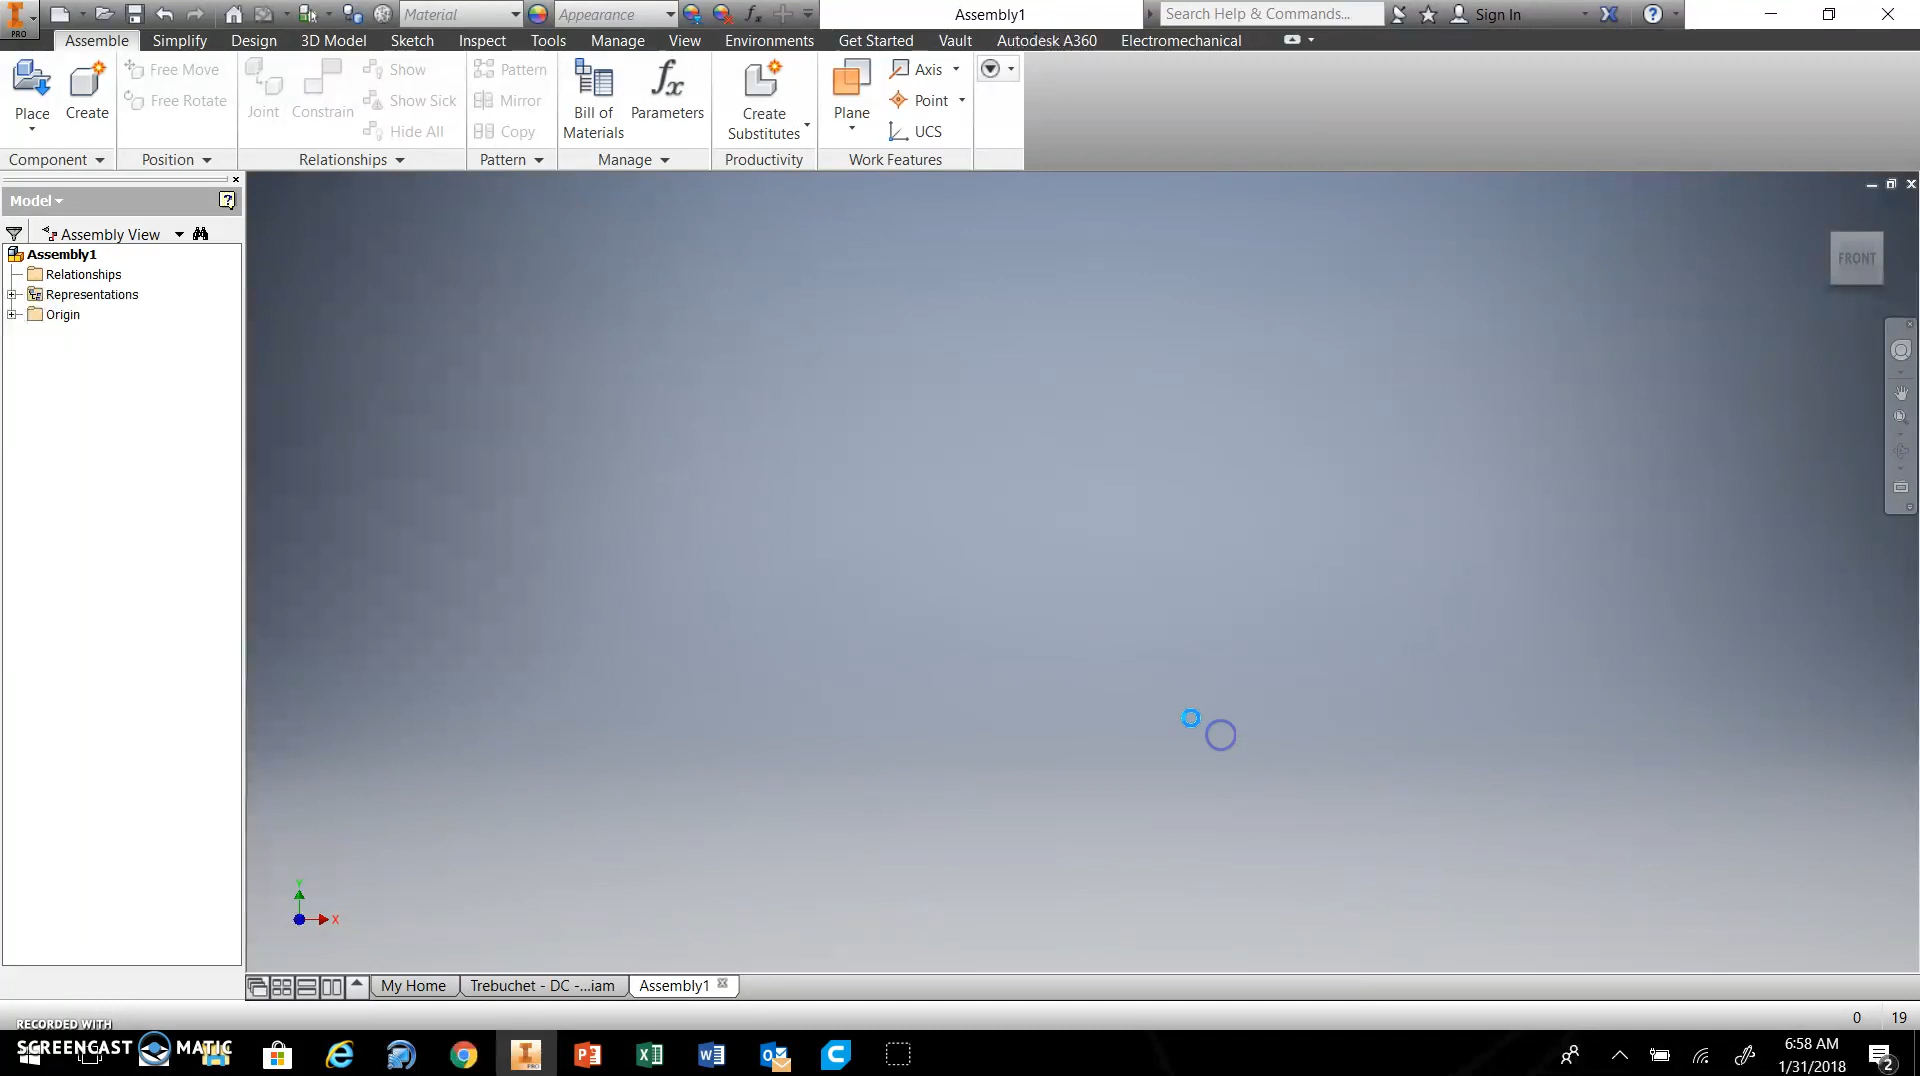 PRO
Material
Appearance
Assembly1
Search Help & Commands...
Sign In
Assemble Simplify Design 3D Model Sketch Inspect Tools Manage View Environments Get Started Vault Autodesk A360 Electromechanical
Place
Create
Free Move
Free Rotate
Joint
Constrain
Show
Show Sick
Hide All
Pattern
Mirror
Copy
Bill of
Materials
Parameters
Create
Substitutes
Plane
Axis
Point
UCS
Component Position Relationships Pattern Manage Productivity Work Features
Model
Assembly View
Assembly1
Relationships
Representations
Origin
FRONT
Y
X
My Home Trebuchet - DC -...iam Assembly1
0 19
RECORDED WITH
SCREENCAST MATIC
PRO
6:58 AM
1/31/2018
2